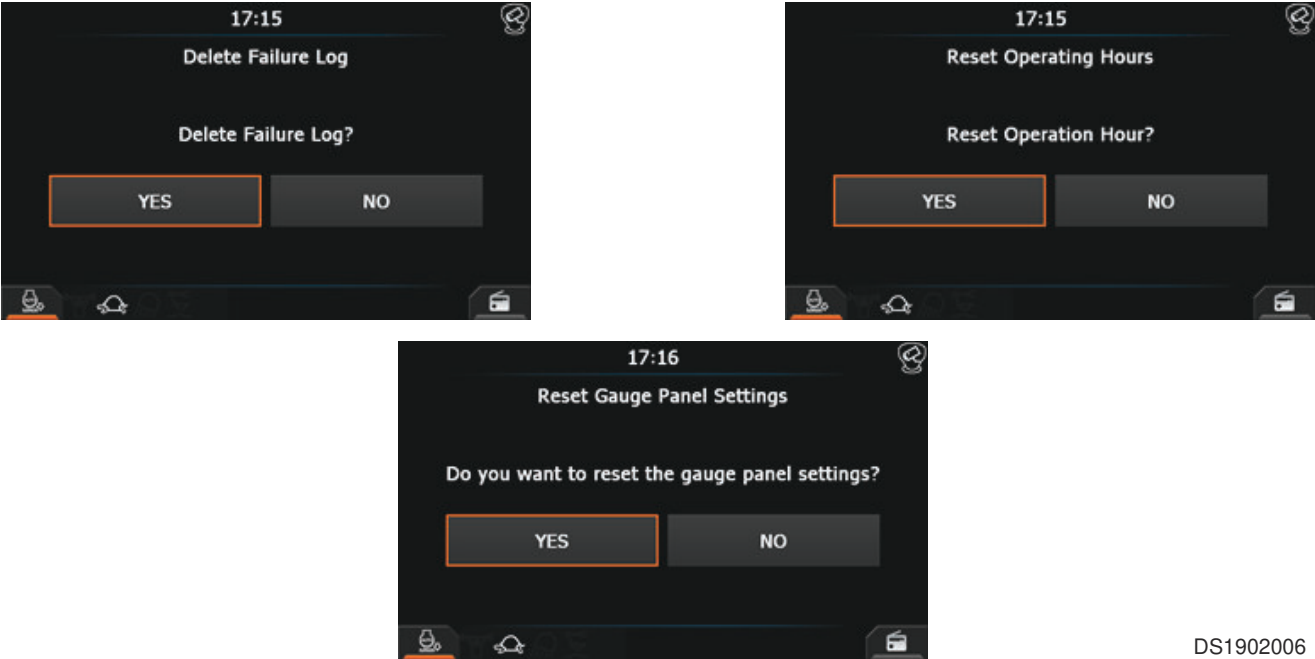 17:15
Delete Failure Log
Delete Failure Log?
YES NO
17:15
Reset Operating Hours
Reset Operation Hour?
YES NO
17:16
Reset Gauge Panel Settings
Do you want to reset the gauge panel settings?
YES NO
DS1902006